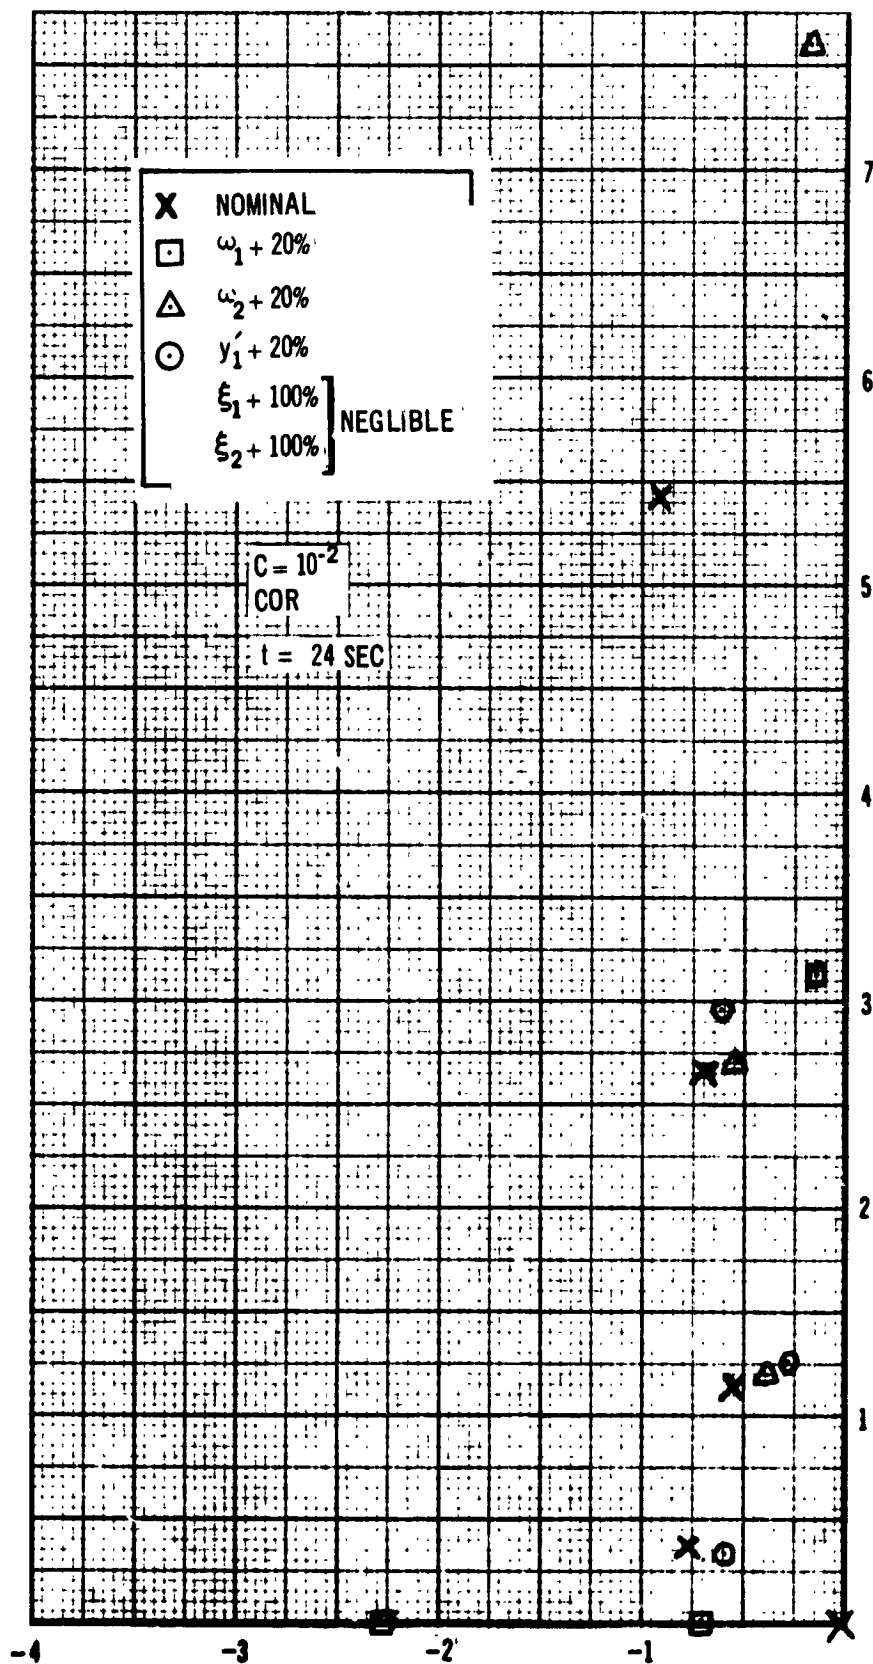 7
NOMINAL
ω₁ + 20%
ω₂ + 20%
y₁′ + 20%
ξ₁ + 100%
ξ₂ + 100%
NEGLIBLE
6
C = 10⁻²
COR
5
t = 24 SEC
4
3
2
1
-4 -3 -2 -1